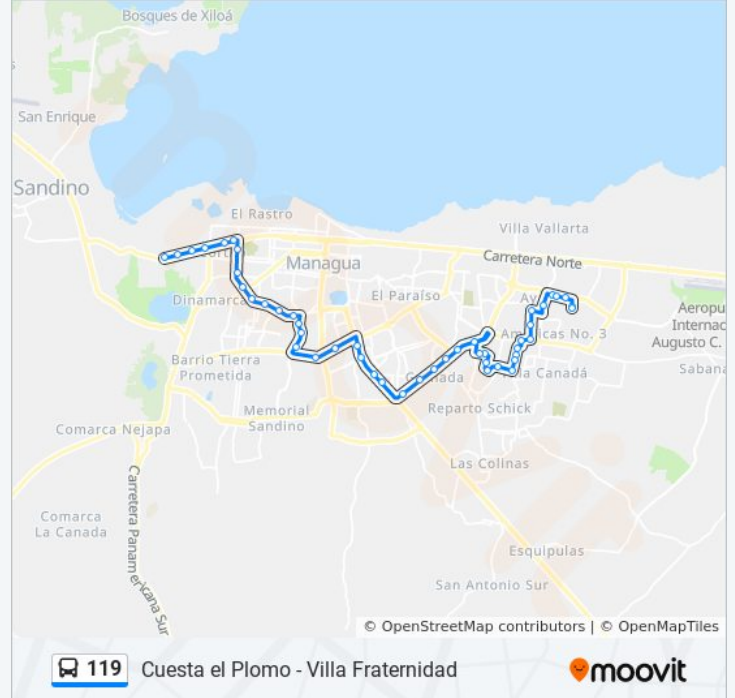 Bosques de Xiloá
San Enrique
Sandino
El Rastro
Villa Vallarta
Carretera Norte
Managua
Dinamarca
El Paraíso
Aeropu
Internac
Augusto C.
Américas No. 3
Barrio Tierra
Prometida
Sabana
Canadá
Reparto Schick
Memorial
Sandino
Comarca Nejapa
Las Colinas
Carretera Panamericana Sur
Comarca
La Canada
Esquipulas
San Antonio Sur
© OpenStreetMap contributors | © OpenMapTiles
119 Cuesta el Plomo - Villa Fraternidad
moovit